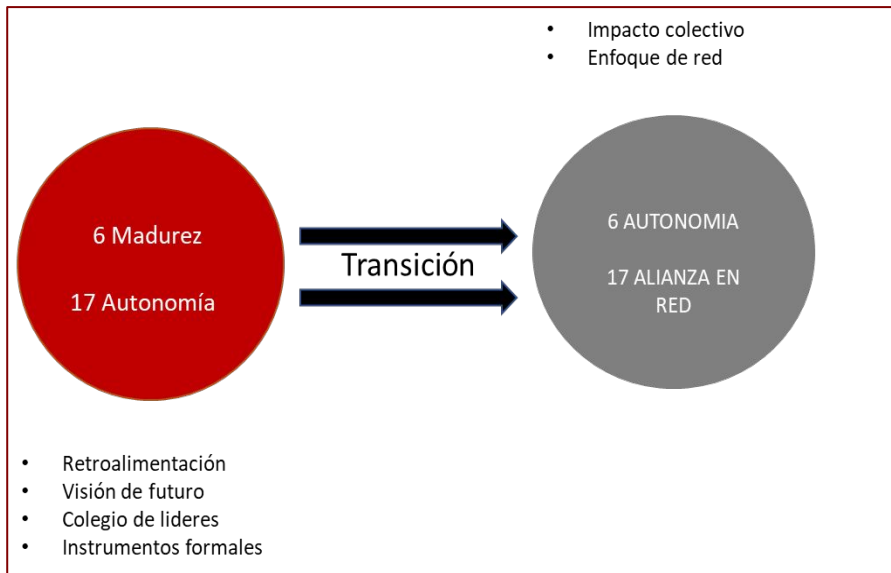 • Impacto colectivo
• Enfoque de red
6 Madurez
17 Autonomía
Transición
6 AUTONOMIA
17 ALIANZA EN
RED
• Retroalimentación
• Visión de futuro
• Colegio de lideres
• Instrumentos formales